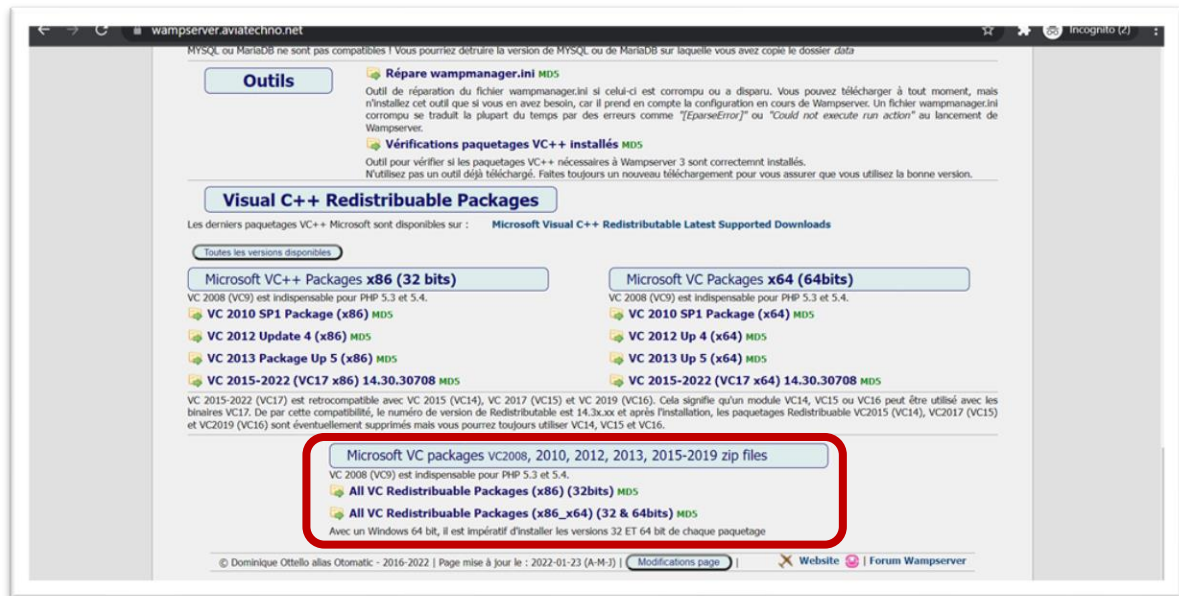 wampserver.aviatechno.net
Incognito (2)
MYSQL ou MariaDB ne sont pas compatibles ! Vous pourriez détruire la version de MYSQL ou de MariaDB sur laquelle vous avez copié le dossier data
Outils
Répare wampmanager.ini MD5
Outil de réparation du fichier wampmanager.ini si celui-ci est corrompu ou a disparu. Vous pouvez télécharger à tout moment, mais
n'installez cet outil que si vous en avez besoin, car il prend en compte la configuration en cours de Wampserver. Un fichier wampmanager.ini
corrompu se traduit la plupart du temps par des erreurs comme "[EparseError]" ou "Could not execute run action" au lancement de
Wampserver.
Vérifications paquetages VC++ installés MD5
Outil pour vérifier si les paquetages VC++ nécessaires à Wampserver 3 sont correctemnt installés.
N'utilisez pas un outil déjà téléchargé. Faites toujours un nouveau téléchargement pour vous assurer que vous utilisez la bonne version.
Visual C++ Redistribuable Packages
Les derniers paquetages VC++ Microsoft sont disponibles sur : Microsoft Visual C++ Redistributable Latest Supported Downloads
Toutes les versions disponibles
Microsoft VC++ Packages x86 (32 bits)
VC 2008 (VC9) est indispensable pour PHP 5.3 et 5.4.
VC 2010 SP1 Package (x86) MD5
VC 2012 Update 4 (x86) MD5
VC 2013 Package Up 5 (x86) MD5
VC 2015-2022 (VC17 x86) 14.30.30708 MD5
Microsoft VC Packages x64 (64bits)
VC 2008 (VC9) est indispensable pour PHP 5.3 et 5.4.
VC 2010 SP1 Package (x64) MD5
VC 2012 Up 4 (x64) MD5
VC 2013 Up 5 (x64) MD5
VC 2015-2022 (VC17 x64) 14.30.30708 MD5
VC 2015-2022 (VC17) est retrocompatible avec VC 2015 (VC14), VC 2017 (VC15) et VC 2019 (VC16). Cela signifie qu'un module VC14, VC15 ou VC16 peut être utilisé avec les
binaires VC17. De par cette compatibilité, le numéro de version de Redistributable est 14.3x.xx et après l'installation, les paquetages Redistribuable VC2015 (VC14), VC2017 (VC15)
et VC2019 (VC16) sont éventuellement supprimés mais vous pourrez toujours utiliser VC14, VC15 et VC16.
Microsoft VC packages VC2008, 2010, 2012, 2013, 2015-2019 zip files
VC 2008 (VC9) est indispensable pour PHP 5.3 et 5.4.
All VC Redistribuable Packages (x86) (32bits) MD5
All VC Redistribuable Packages (x86_x64) (32 & 64bits) MD5
Avec un Windows 64 bit, il est impératif d'installer les versions 32 ET 64 bit de chaque paquetage
© Dominique Ottello alias Otomatic - 2016-2022 | Page mise à jour le : 2022-01-23 (A-M-J) | Modifications page | Website | Forum Wampserver